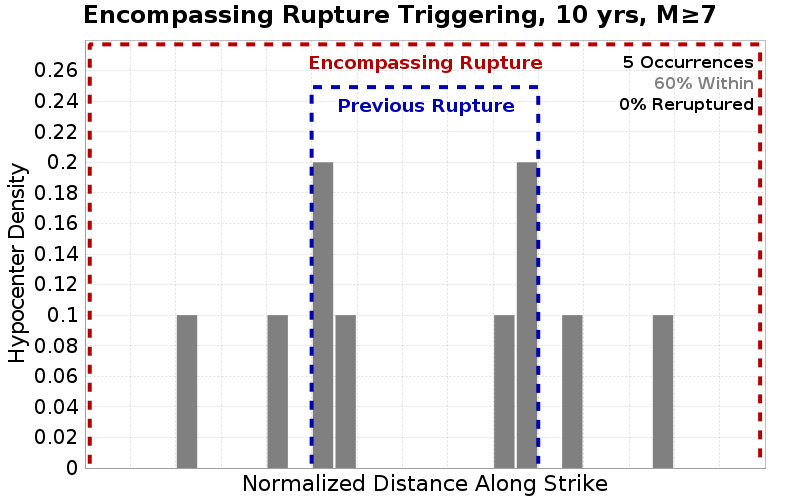 Encompassing Rupture Triggering, 10 yrs, M≥7
Encompassing Rupture
5 Occurrences
60% Within
0% Reruptured
Previous Rupture
Hypocenter Density
0.26
0.24
0.22
0.2
0.18
0.16
0.14
0.12
0.1
0.08
0.06
0.04
0.02
0
Normalized Distance Along Strike